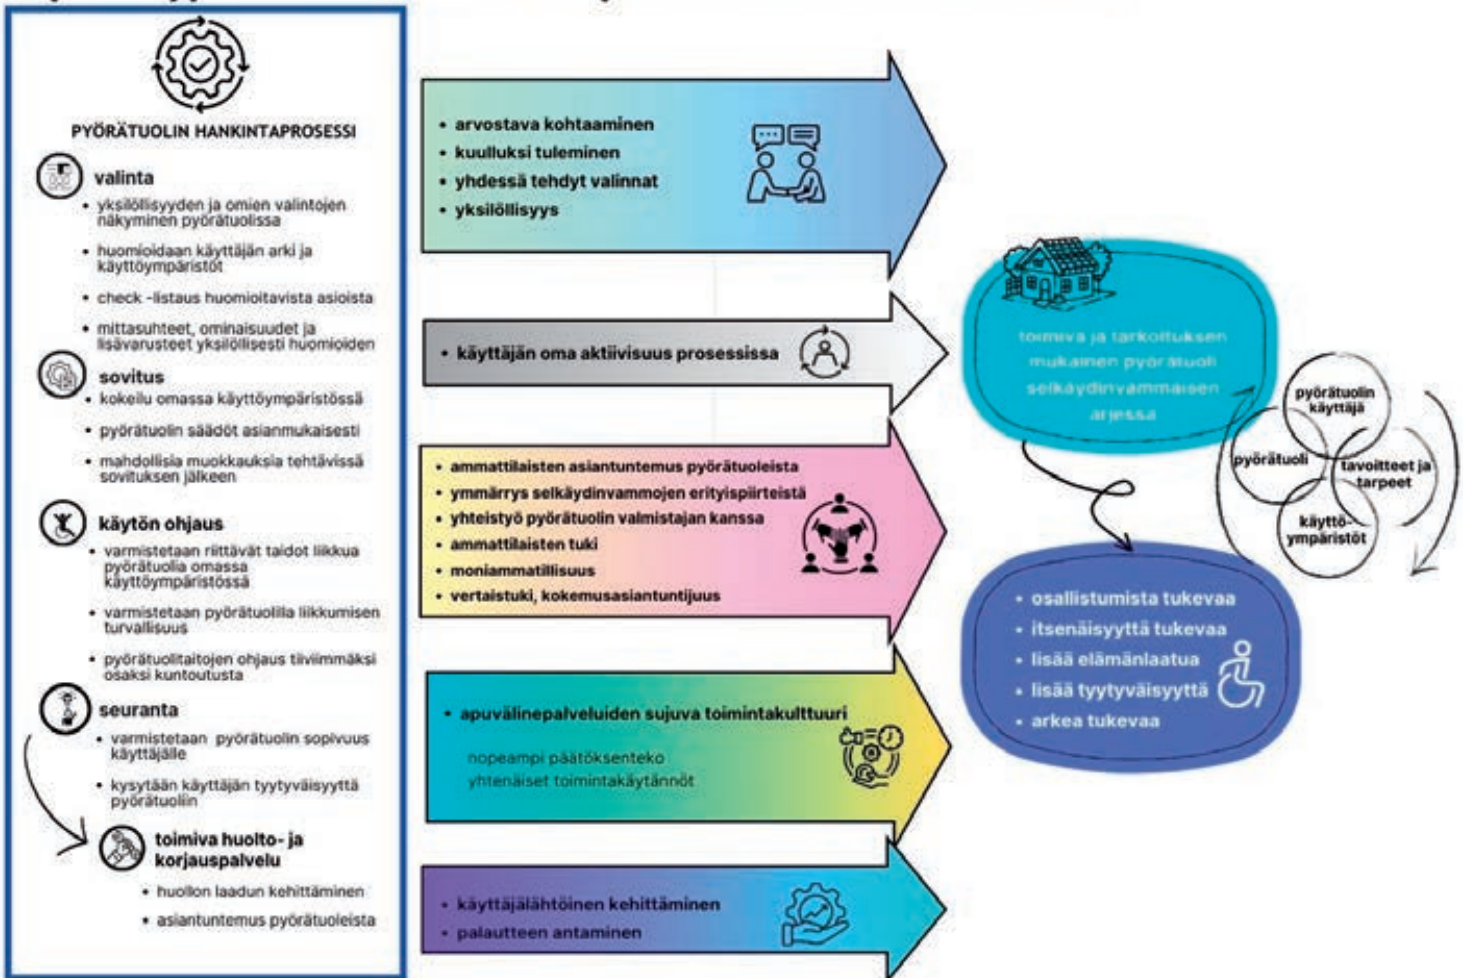 PYÖRÄTUOLIN HANKINTAPROSESSI
valinta
• yksilöllisyyden ja omien valintojen
näkyminen pyörätuolissa
• huomioidaan käyttäjän arki ja
käyttöympäristöt
• check -listaus huomioitavista asioista
• mittasuhteet, ominaisuudet ja
lisävarusteet yksilöllisesti huomioiden
sovitus
• kokeilu omassa käyttöympäristössä
• pyörätuolin säädöt asianmukaisesti
• mahdollisia muokkauksia tehtävissä
sovituksen jälkeen
käytön ohjaus
• varmistetaan riittävät taidot liikkua
pyörätuolia omassa
käyttöympäristössä
• varmistetaan pyörätuolilla liikkumisen
turvallisuus
• pyörätuolitaitojen ohjaus tiiviimmäksi
osaksi kuntoutusta
seuranta
• varmistetaan pyörätuolin sopivuus
käyttäjälle
• kysytään käyttäjän tyytyväisyyttä
pyörätuoliin
toimiva huolto- ja
korjauspalvelu
• huollon laadun kehittäminen
• asiantuntemus pyörätuoleista
• arvostava kohtaaminen
• kuulluksi tuleminen
• yhdessä tehdyt valinnat
• yksilöllisyys
• käyttäjän oma aktiivisuus prosessissa
• ammattilaisten asiantuntemus pyörätuoleista
• ymmärrys selkäydinvammojen erityispiirteistä
• yhteistyö pyörätuolin valmistajan kanssa
• ammattilaisten tuki
• moniammatillisuus
• vertaistuki, kokemusasiantuntijuus
• apuvälinepalveluiden sujuva toimintakulttuuri
nopeampi päätöksenteko
yhtenäiset toimintakäytännöt
• käyttäjälähtöinen kehittäminen
• palautteen antaminen
toimiva ja tarkoituksen
mukainen pyörätuoli
selkäydinvammaisen
arjessa
pyörätuolin
käyttäjä
pyörätuoli
tavoitteet ja
tarpeet
käyttö-
ympäristöt
• osallistumista tukevaa
• itsenäisyyttä tukevaa
• lisää elämänlaatua
• lisää tyytyväisyyttä
• arkea tukevaa